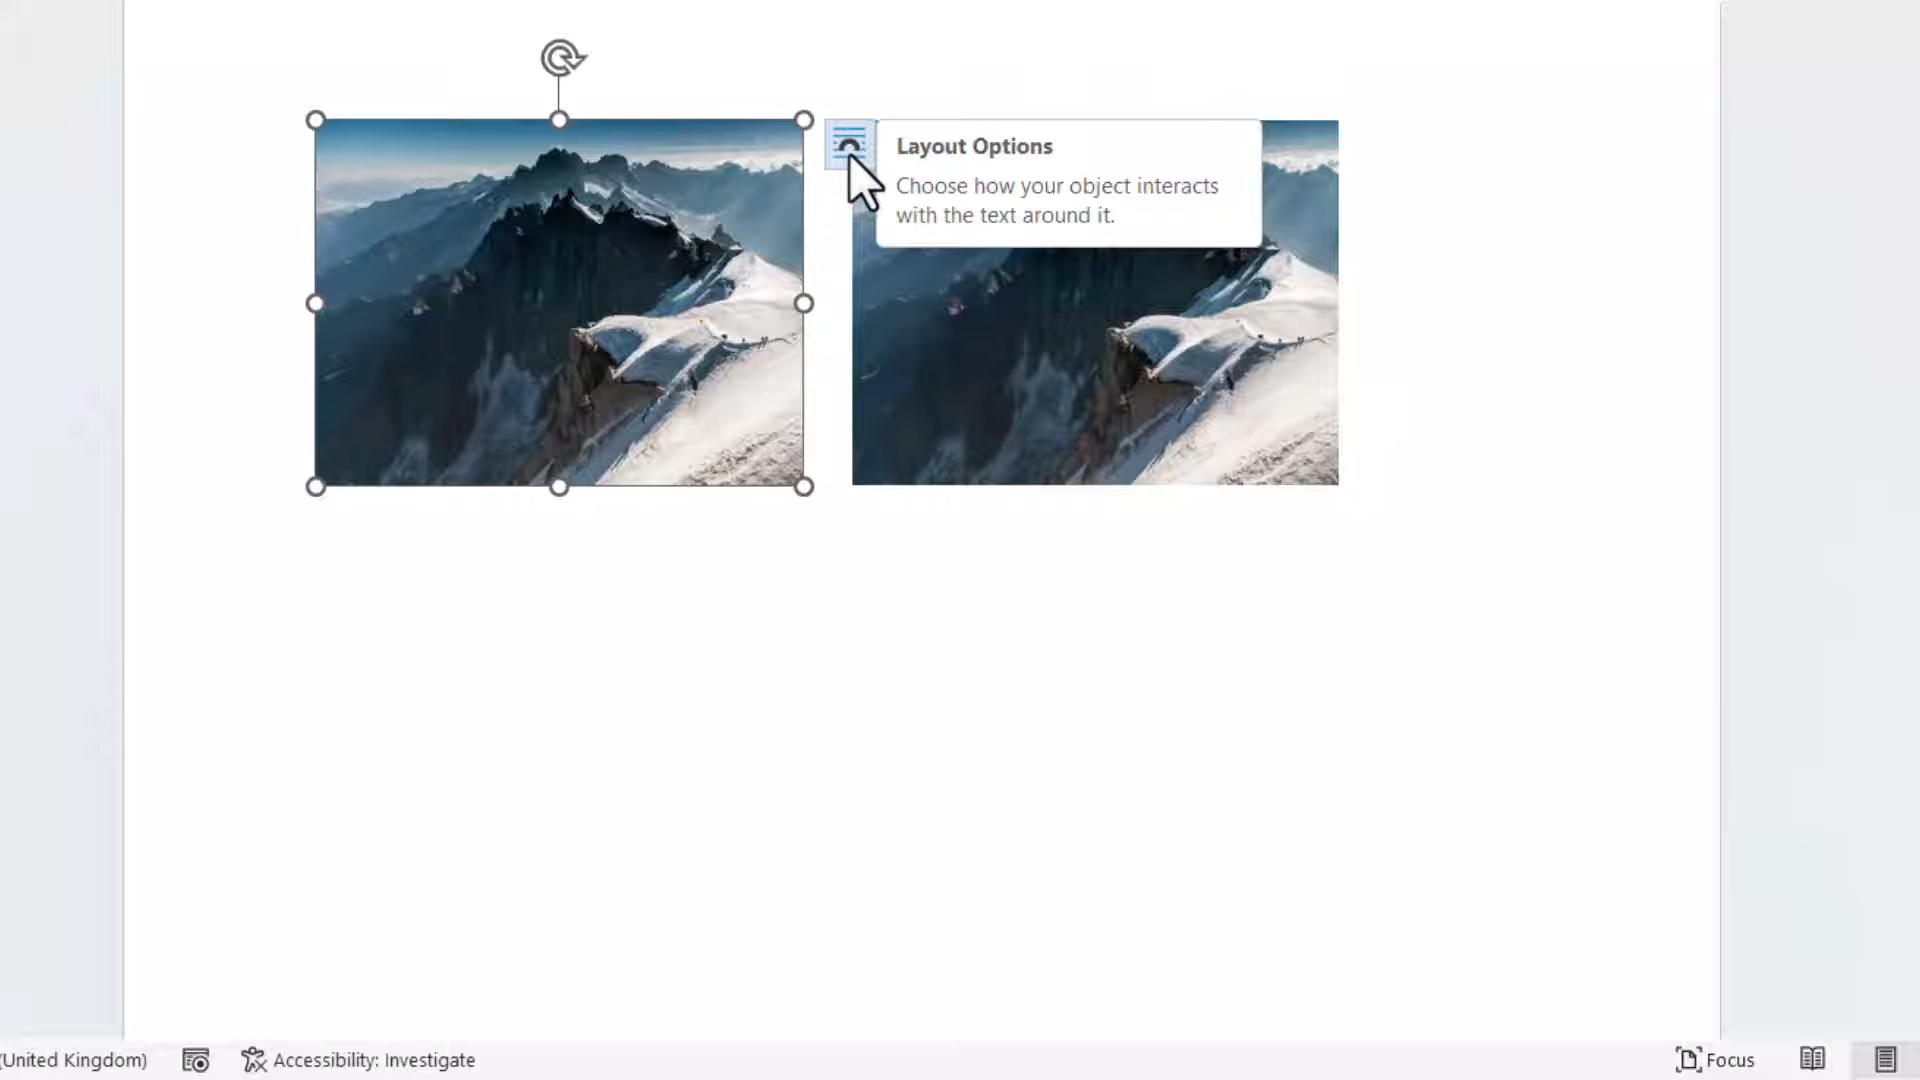 Layout Options
Choose how your object interacts
with the text around it.
(United Kingdom)
Accessibility: Investigate
Focus